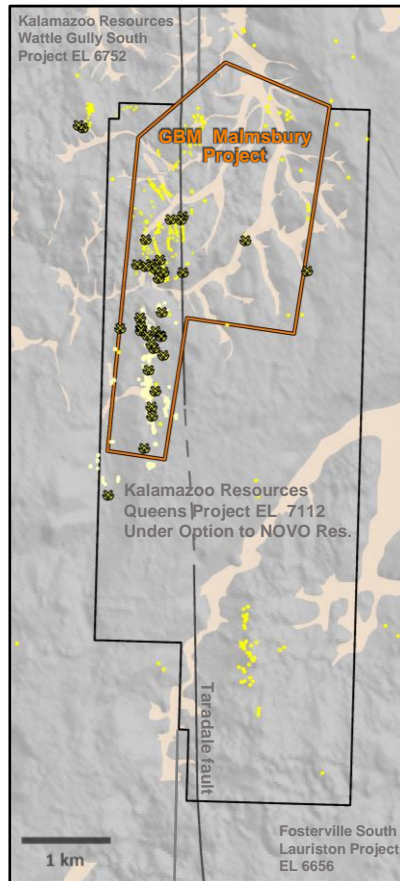 Kalamazoo Resources
Wattle Gully South
Project EL 6752
GBM Malmsbury
Project
Kalamazoo Resources
Queens Project EL 7112
Under Option to NOVO Res.
Taradale fault
Fosterville South
Lauriston Project
EL 6656
1 km